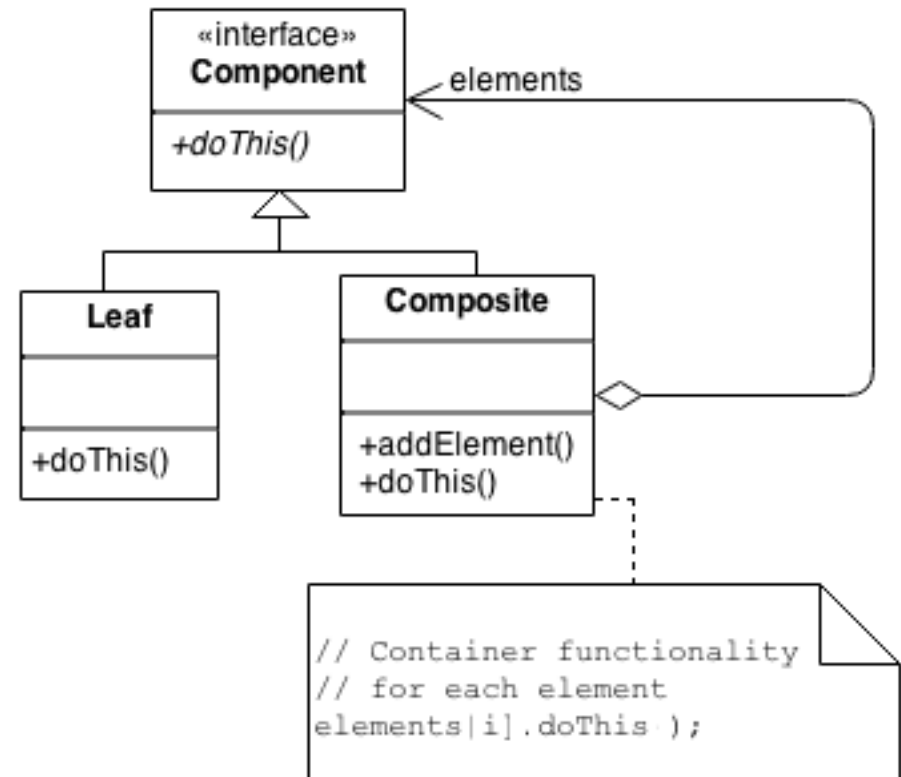 «interface»
Component
elements
+doThis()
Leaf
+doThis()
Composite
+addElement()
+doThis()
// Container functionality
// for each element
elements|i].doThis );